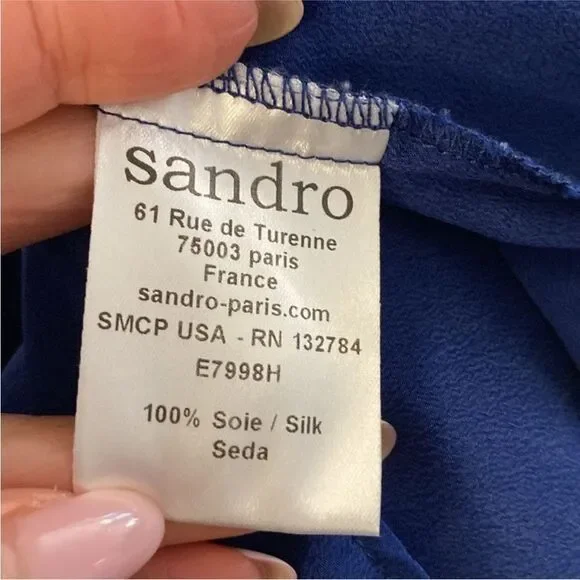 sandro
61 Rue de Turenne
75003 paris
France
sandro-paris.com
SMCP USA - RN 132784
E7998H
100% Soie / Silk
Seda